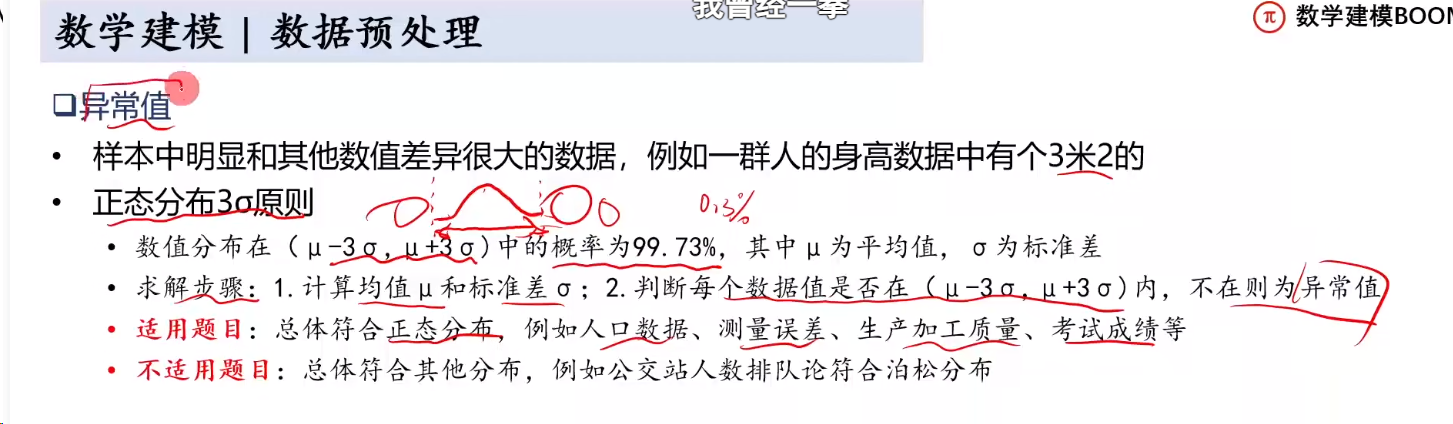 我曾经一拳
数学建模 | 数据预处理
数学建模BOOM
❑异常值
• 样本中明显和其他数值差异很大的数据，例如一群人的身高数据中有个3米2的
• 正态分布3σ原则
• 数值分布在（μ-3σ,μ+3σ)中的概率为99.73%，其中μ为平均值，σ为标准差
• 求解步骤：1.计算均值μ和标准差σ；2.判断每个数据值是否在（μ-3σ,μ+3σ)内，不在则为异常值
• 适用题目：总体符合正态分布，例如人口数据、测量误差、生产加工质量、考试成绩等
• 不适用题目：总体符合其他分布，例如公交站人数排队论符合泊松分布